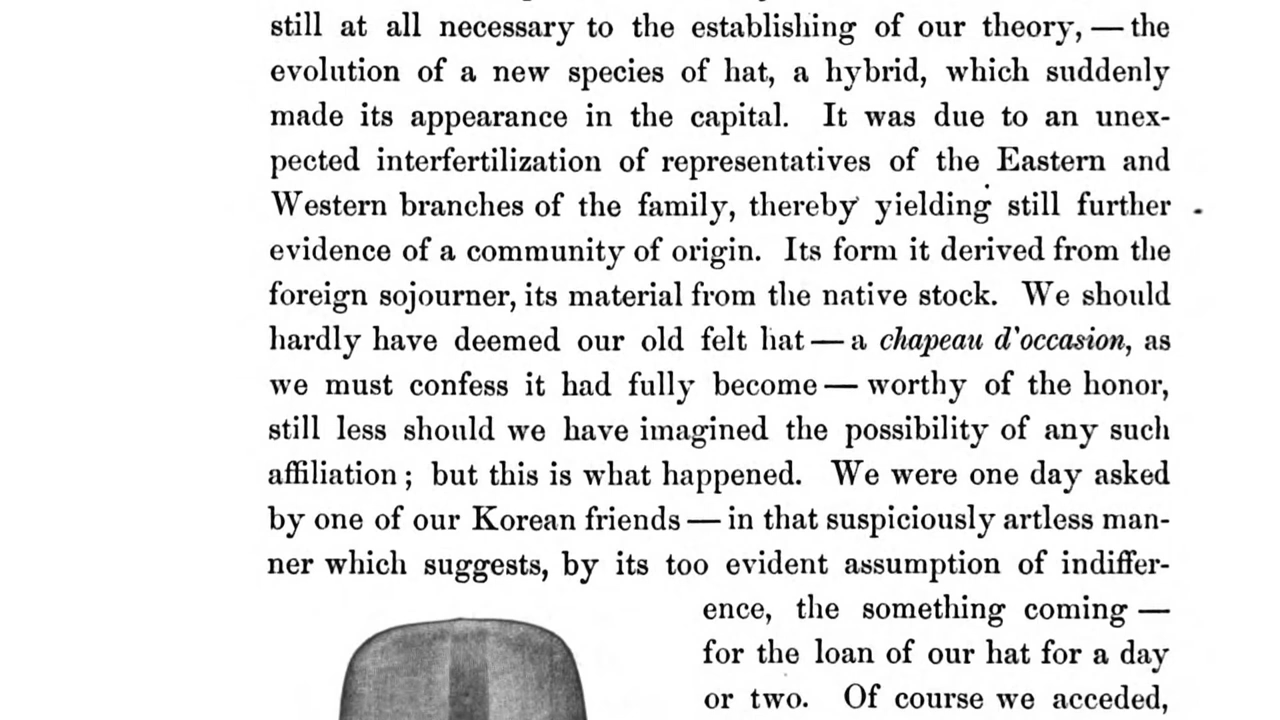 still at all necessary to the establishing of our theory, — the
evolution of a new species of hat, a hybrid, which suddenly
made its appearance in the capital. It was due to an unex-
pected interfertilization of representatives of the Eastern and
Western branches of the family, thereby yielding still further
evidence of a community of origin. Its form it derived from the
foreign sojourner, its material from the native stock. We should
hardly have deemed our old felt hat — a chapeau d'occasion, as
we must confess it had fully become — worthy of the honor,
still less should we have imagined the possibility of any such
affiliation ; but this is what happened. We were one day asked
by one of our Korean friends — in that suspiciously artless man-
ner which suggests, by its too evident assumption of indiffer-
ence, the something coming —
for the loan of our hat for a day
or two. Of course we acceded,